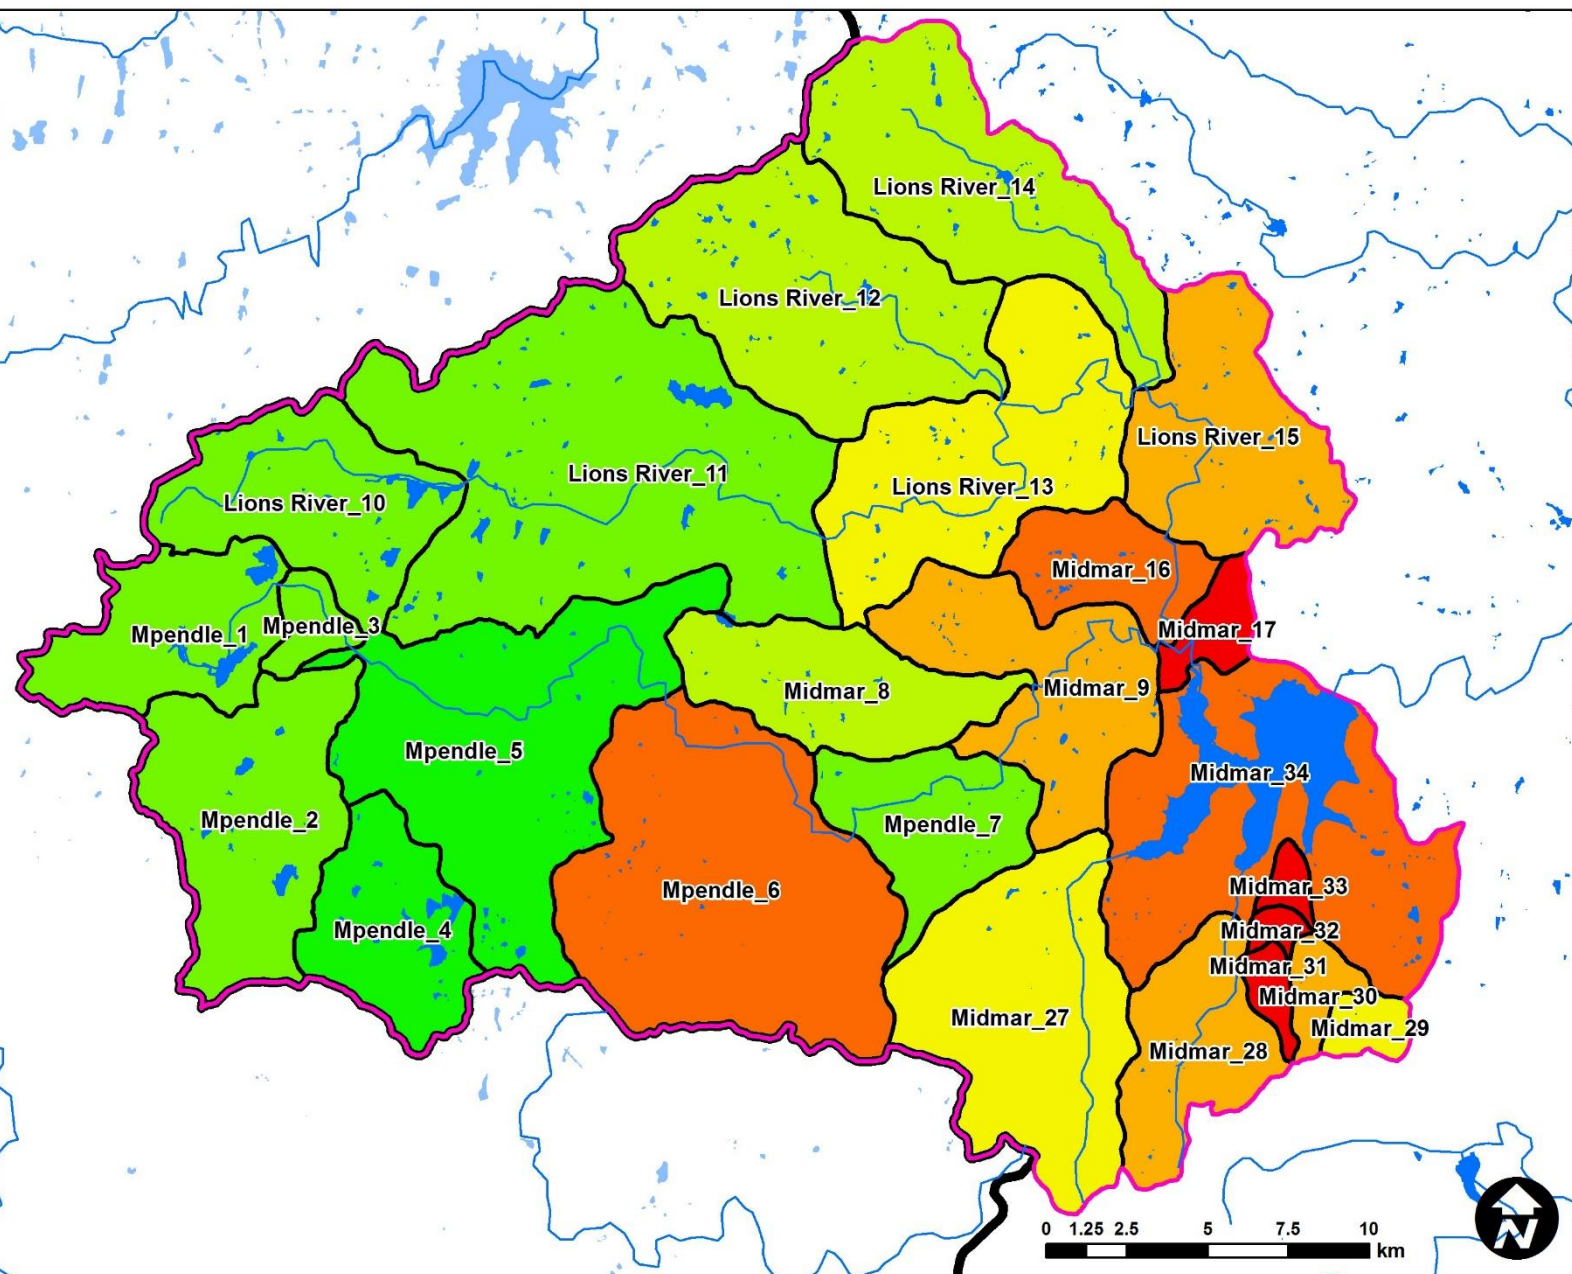 Lions River_14
Lions River_12
Lions River_15
Lions River_11
Lions River_13
Lions River_10
Midmar_16
Mpendle_3
Midmar_17
Mpendle_1
Midmar_9
Midmar_8
Mpendle_5
Midmar_34
Mpendle_2
Mpendle_7
Midmar_33
Mpendle_6
Mpendle_4
Midmar_32
Midmar_31
Midmar_30
Midmar_27
Midmar_29
Midmar_28
N
0 1.25 2.5 5 7.5 10
km